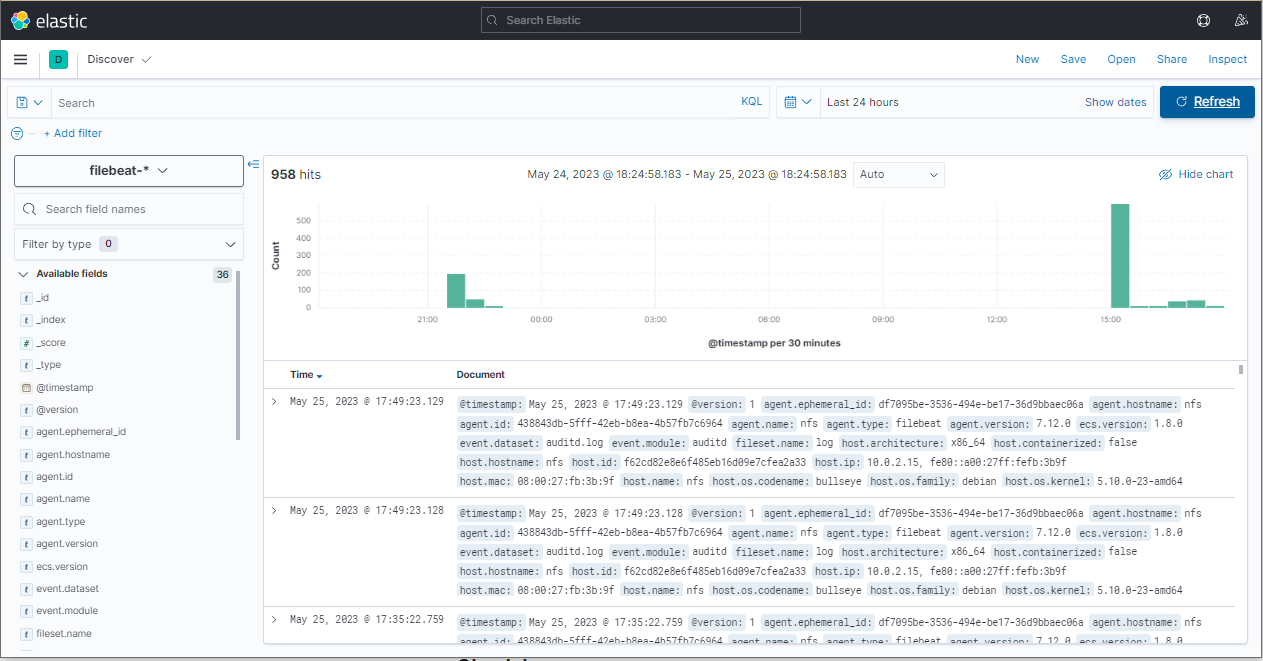 elastic
Search Elastic
D
Discover
New Save Open Share Inspect
Search
KQL
Last 24 hours
Show dates
Refresh
+ Add filter
filebeat-*
Search field names
Filter by type 0
Available fields 36
t _id
t _index
# _score
t _type
@timestamp
t @version
t agent.ephemeral_id
t agent.hostname
t agent.id
t agent.name
t agent.type
t agent.version
t ecs.version
t event.dataset
t event.module
t fileset.name
958 hits
May 24, 2023 @ 18:24:58.183 - May 25, 2023 @ 18:24:58.183
Auto
Hide chart
Count
500
400
300
200
100
0
21:00 00:00 03:00 06:00 09:00 12:00 15:00
@timestamp per 30 minutes
Time Document
May 25, 2023 @ 17:49:23.129
@timestamp: May 25, 2023 @ 17:49:23.129 @version: 1 agent.ephemeral_id: df7095be-3536-494e-be17-36d9bbaec06a agent.hostname: nfs
agent.id: 438843db-5fff-42eb-b8ea-4b57fb7c6964 agent.name: nfs agent.type: filebeat agent.version: 7.12.0 ecs.version: 1.8.0
event.dataset: auditd.log event.module: auditd fileset.name: log host.architecture: x86_64 host.containerized: false
host.hostname: nfs host.id: f62cd82e8e6f485eb16d09e7cfea2a33 host.ip: 10.0.2.15, fe80::a00:27ff:fefb:3b9f
host.mac: 08:00:27:fb:3b:9f host.name: nfs host.os.codename: bullseye host.os.family: debian host.os.kernel: 5.10.0-23-amd64
May 25, 2023 @ 17:49:23.128
@timestamp: May 25, 2023 @ 17:49:23.128 @version: 1 agent.ephemeral_id: df7095be-3536-494e-be17-36d9bbaec06a agent.hostname: nfs
agent.id: 438843db-5fff-42eb-b8ea-4b57fb7c6964 agent.name: nfs agent.type: filebeat agent.version: 7.12.0 ecs.version: 1.8.0
event.dataset: auditd.log event.module: auditd fileset.name: log host.architecture: x86_64 host.containerized: false
host.hostname: nfs host.id: f62cd82e8e6f485eb16d09e7cfea2a33 host.ip: 10.0.2.15, fe80::a00:27ff:fefb:3b9f
host.mac: 08:00:27:fb:3b:9f host.name: nfs host.os.codename: bullseye host.os.family: debian host.os.kernel: 5.10.0-23-amd64
May 25, 2023 @ 17:35:22.759
@timestamp: May 25, 2023 @ 17:35:22.759 @version: 1 agent.ephemeral_id: df7095be-3536-494e-be17-36d9bbaec06a agent.hostname: nfs
agent.id: 438843db-5fff-42eb-b8ea-4b57fb7c6964 agent.name: nfs agent.type: filebeat agent.version: 7.12.0 ecs.version: 1.8.0